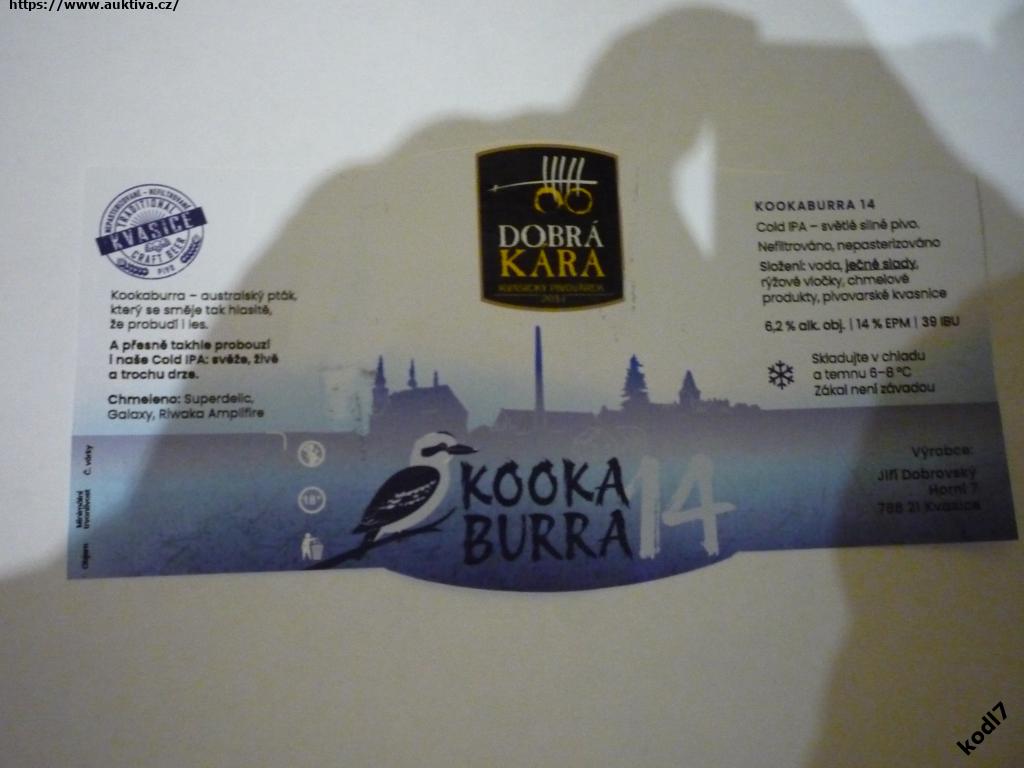 https://www.auktiva.cz/
NEPASTERIZOVANÉ - NEFILTROVANÉ
TRADITIONAL
KVASICE
CRAFT BEER
PIVO
Kookaburra – australský pták,
který se směje tak hlasitě,
že probudí i les.
A přesně takhle probouzí
i naše Cold IPA: svěže, živě
a trochu drze.
Chmeleno: Superdelic,
Galaxy, Riwaka Amplifire
Objem
Minimální
trvanlivost
Č. várky
18+
DOBRÁ
KARA
KVASICKÝ PIVOVÁREK
KOOKA
BURRA
14
KOOKABURRA 14
Cold IPA – světlé silné pivo.
Nefiltrováno, nepasterizováno
Složení: voda, ječné slady,
rýžové vločky, chmelové
produkty, pivovarské kvasnice
6,2 % alk. obj. | 14 % EPM | 39 IBU
Skladujte v chladu
a temnu 6–8 °C
Zákal není závadou
Výrobce:
Jiří Dobrovský
Horní 7
768 21 Kvasice
kodl7